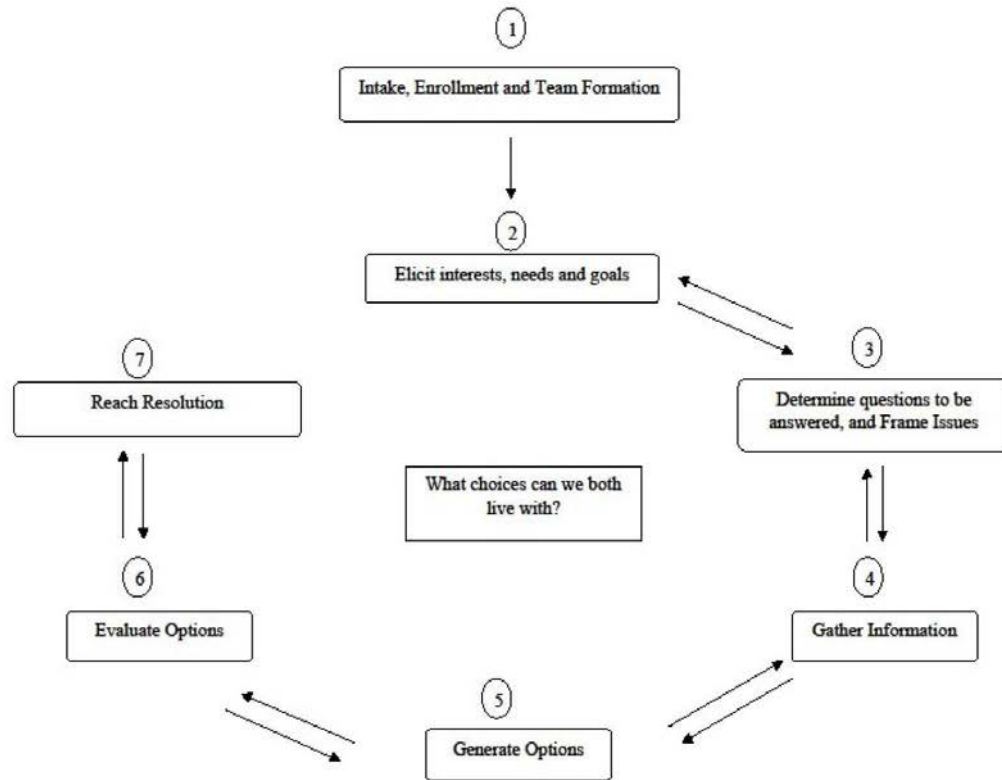 1
Intake, Enrollment and Team Formation
2
Elicit interests, needs and goals
3
Determine questions to be
answered, and Frame Issues
7
Reach Resolution
What choices can we both
live with?
4
Gather Information
6
Evaluate Options
5
Generate Options